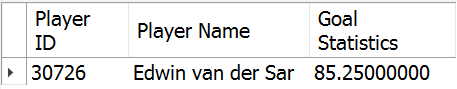 Player ID Player Name Goal Statistics
30726 Edwin van der Sar 85.25000000